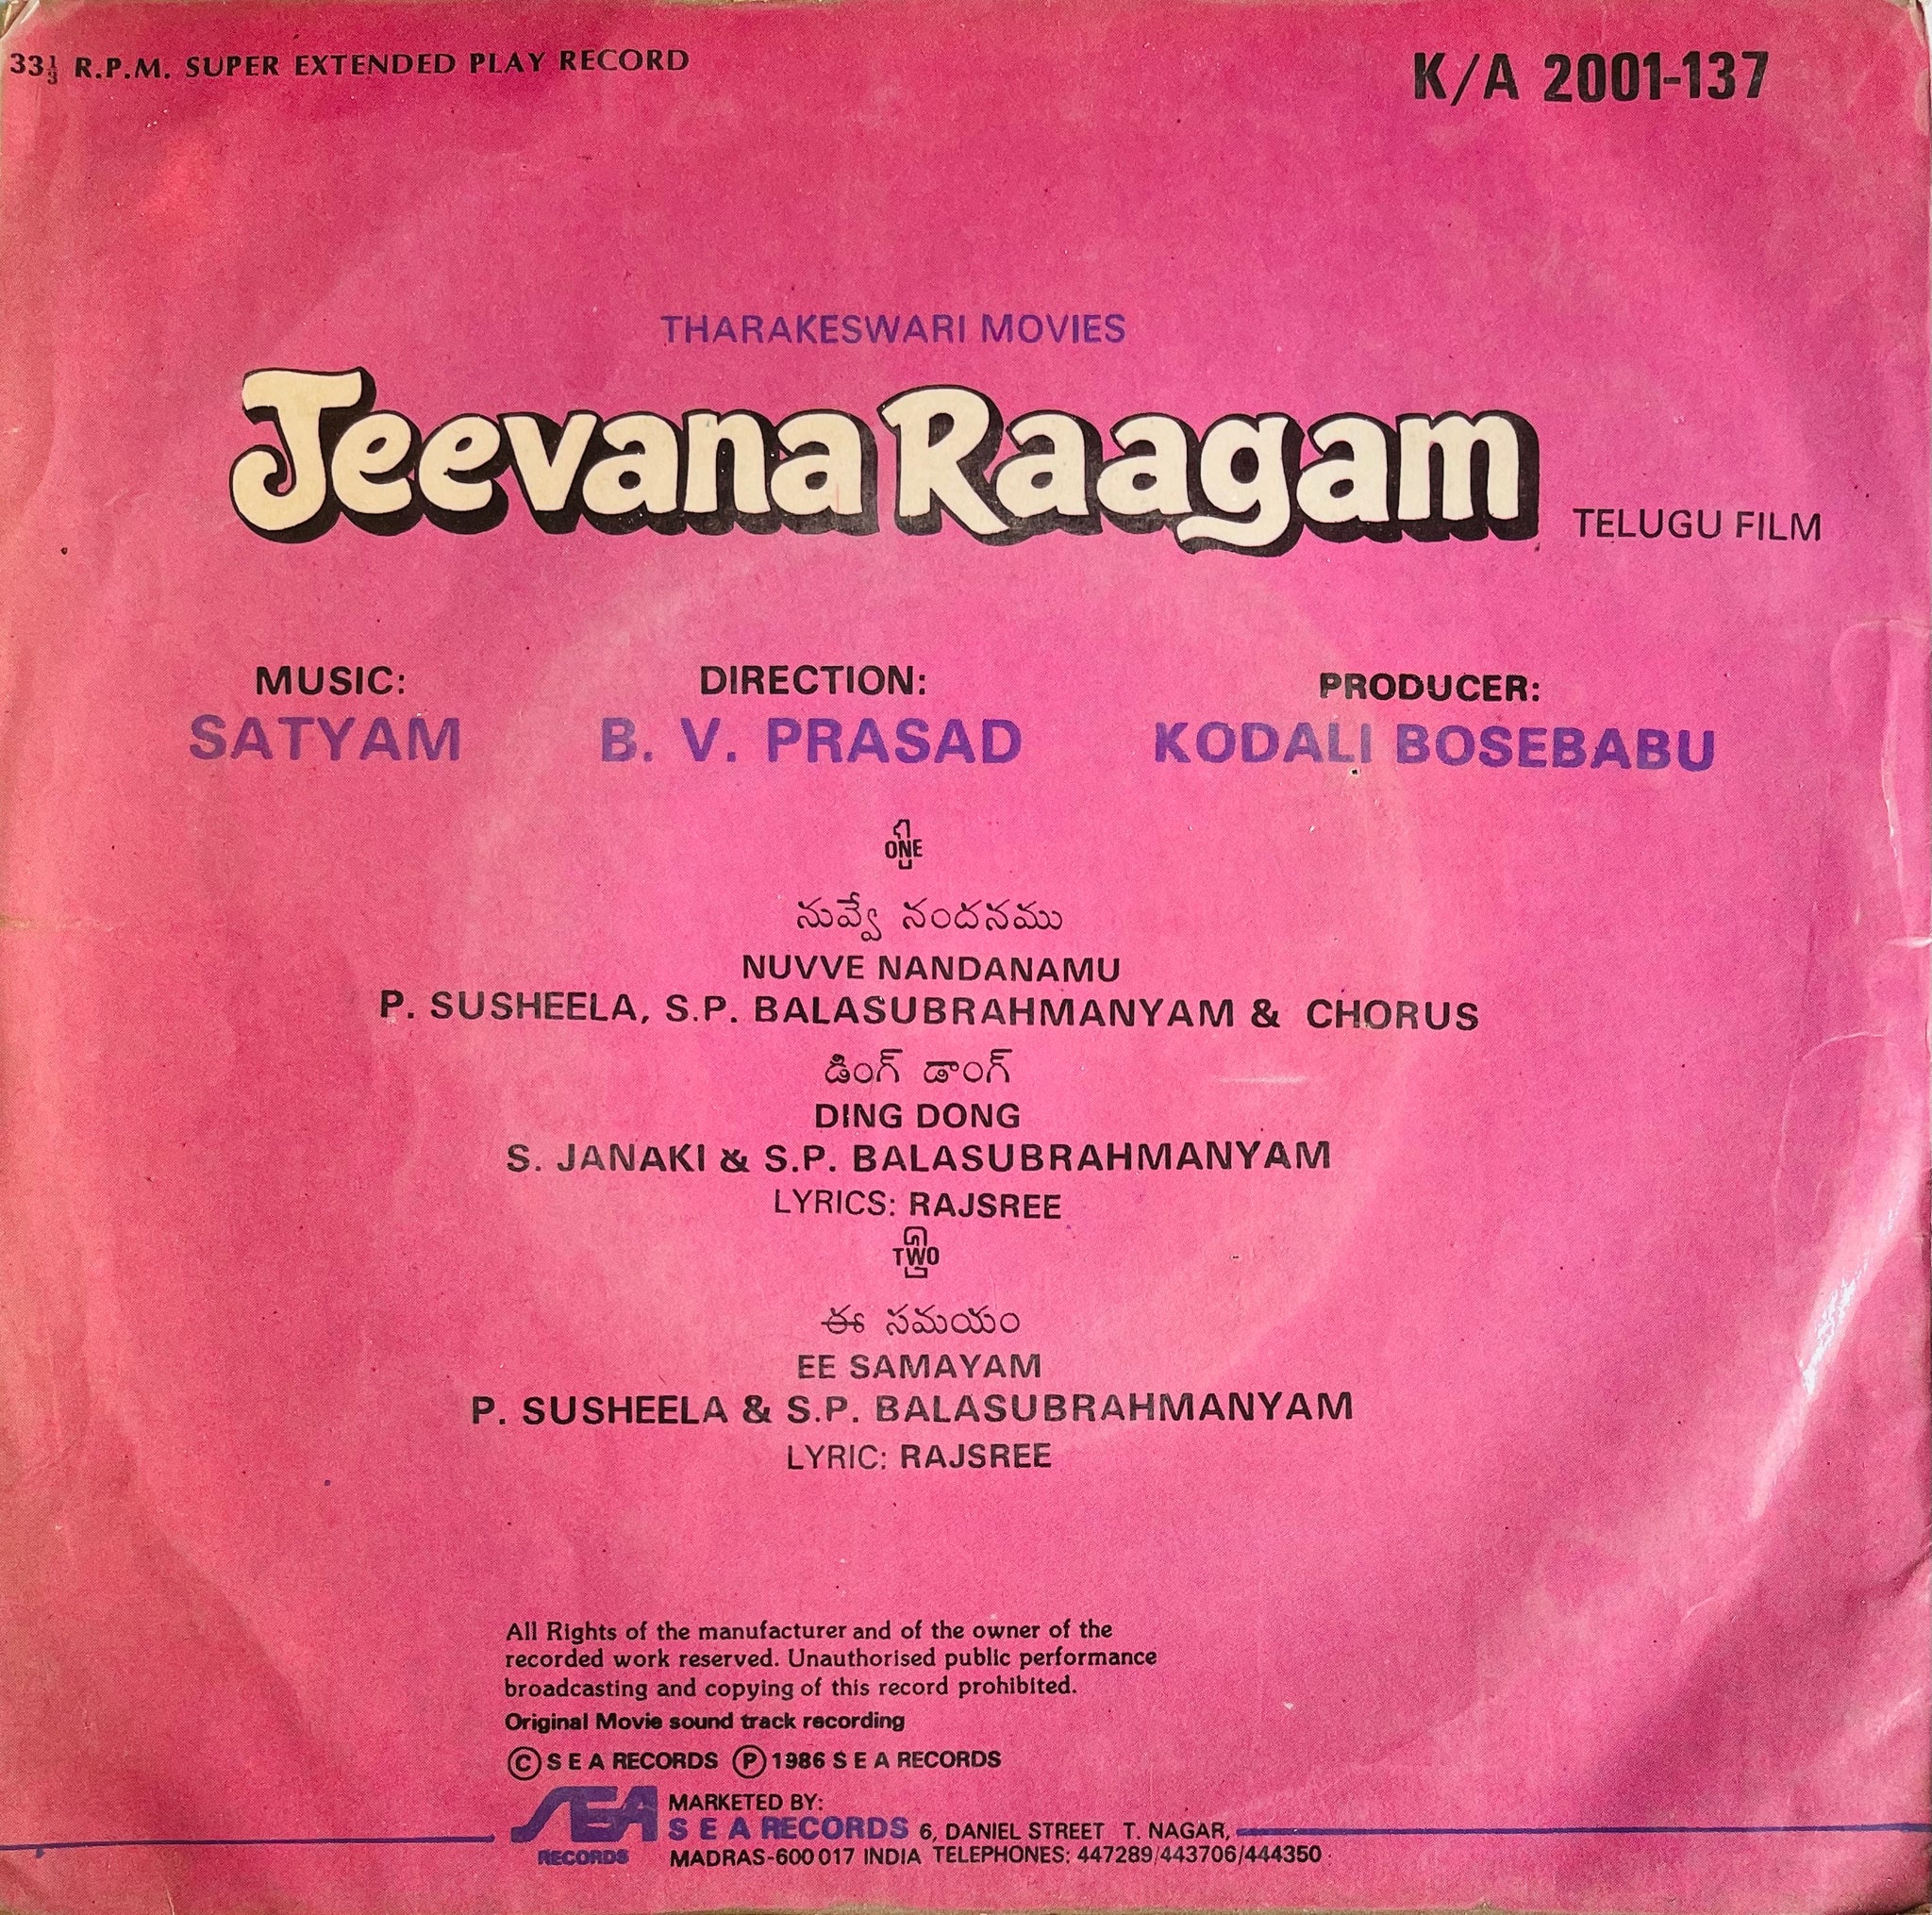 33⅓ R.P.M. SUPER EXTENDED PLAY RECORD
K/A 2001-137
THARAKESWARI MOVIES
Jeevana Raagam
TELUGU FILM
MUSIC: DIRECTION: PRODUCER:
SATYAM B. V. PRASAD KODALI BOSEBABU
ONE
నువ్వే నందనము
NUVVE NANDANAMU
P. SUSHEELA, S.P. BALASUBRAHMANYAM & CHORUS
డింగ్ డాంగ్
DING DONG
S. JANAKI & S.P. BALASUBRAHMANYAM
LYRICS: RAJSREE
TWO
ఈ సమయం
EE SAMAYAM
P. SUSHEELA & S.P. BALASUBRAHMANYAM
LYRIC: RAJSREE
All Rights of the manufacturer and of the owner of the
recorded work reserved. Unauthorised public performance
broadcasting and copying of this record prohibited.
Original Movie sound track recording
Ⓒ S E A RECORDS Ⓟ 1986 S E A RECORDS
SEA
RECORDS
MARKETED BY:
S E A RECORDS 6, DANIEL STREET T. NAGAR,
MADRAS-600 017 INDIA TELEPHONES: 447289/443706/444350